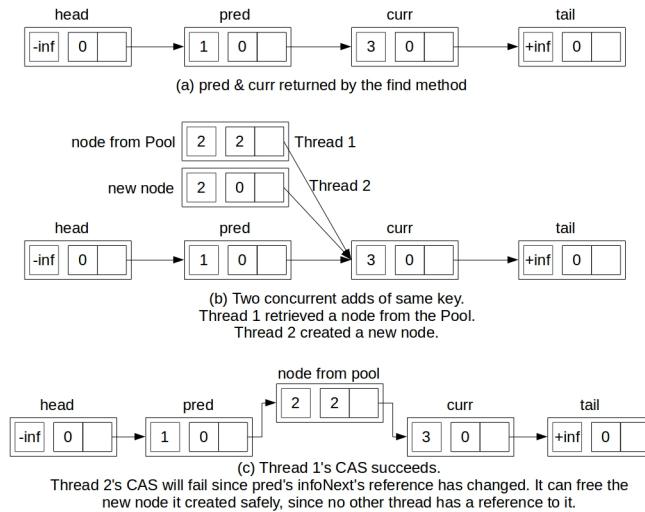 head pred curr tail
-inf 0 1 0 3 0 +inf 0
(a) pred & curr returned by the find method
node from Pool 2 2 Thread 1
new node 2 0 Thread 2
head pred curr tail
-inf 0 1 0 3 0 +inf 0
(b) Two concurrent adds of same key.
Thread 1 retrieved a node from the Pool.
Thread 2 created a new node.
node from pool
2 2
head pred curr tail
-inf 0 1 0 3 0 +inf 0
(c) Thread 1's CAS succeeds.
Thread 2's CAS will fail since pred's infoNext's reference has changed. It can free the
new node it created safely, since no other thread has a reference to it.